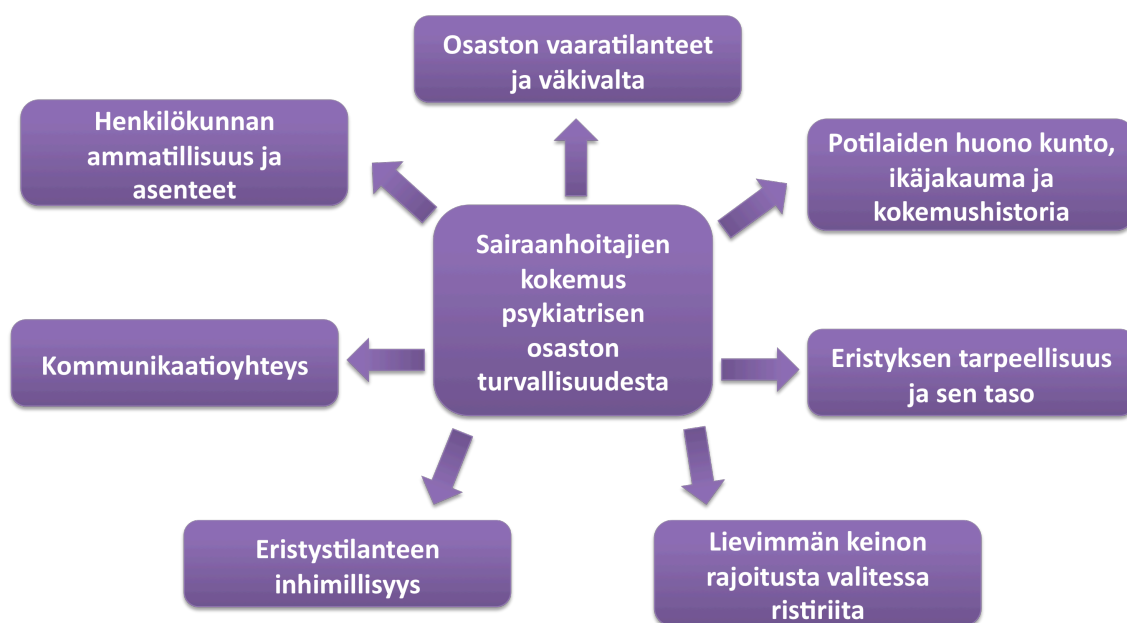 Osaston vaaratilanteet
ja väkivalta
Henkilökunnan
ammatillisuus ja
asenteet
Potilaiden huono kunto,
ikäjakauma ja
kokemushistoria
Sairaanhoitajien
kokemus
psykiatrisen
osaston
turvallisuudesta
Kommunikaatioyhteys
Eristyksen tarpeellisuus
ja sen taso
Eristystilanteen
inhimillisyys
Lievimmän keinon
rajoitusta valitessa
ristiriita